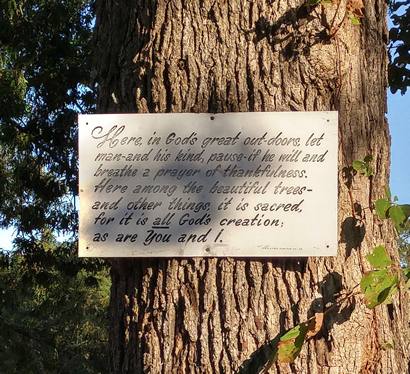 Here, in God's great out-doors, let
man-and his kind, pause-if he will and
breathe a prayer of thankfulness.
Here among the beautiful trees-
and other things, it is sacred,
for it is all God's creation;
as are You and I.